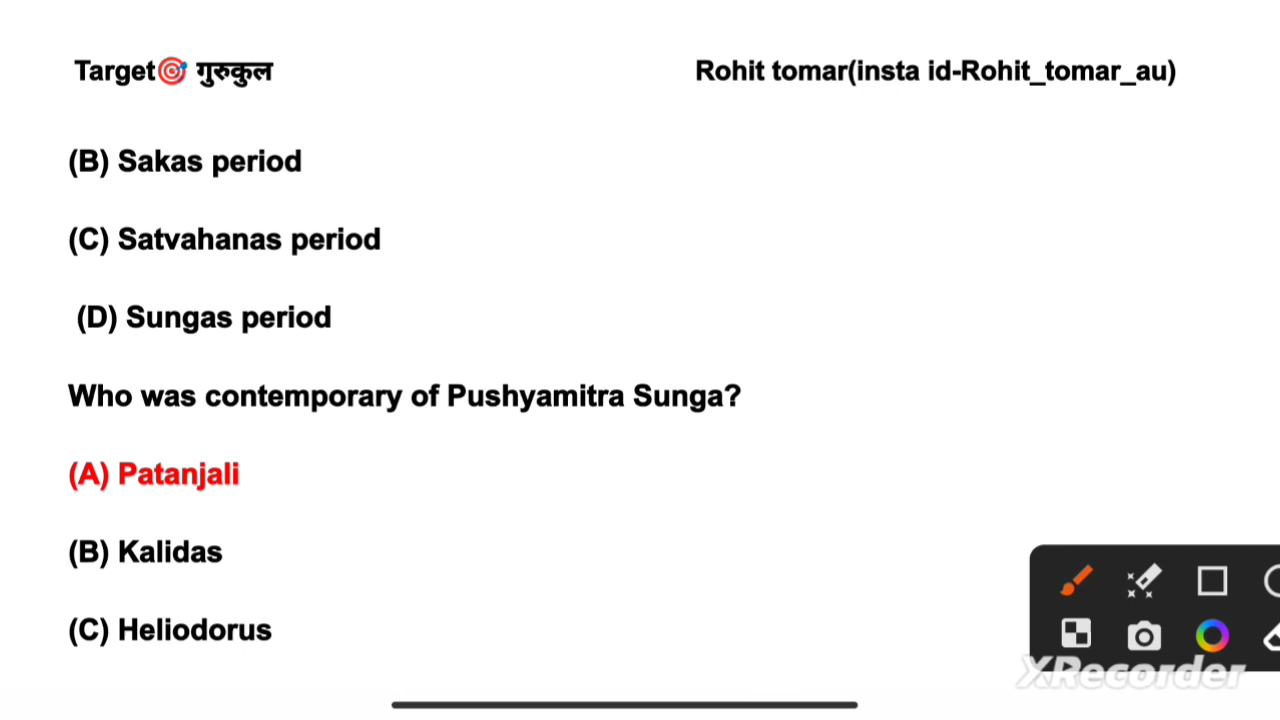 Target🎯 गुरुकुल
Rohit tomar(insta id-Rohit_tomar_au)
(B) Sakas period
(C) Satvahanas period
(D) Sungas period
Who was contemporary of Pushyamitra Sunga?
(A) Patanjali
(B) Kalidas
(C) Heliodorus
XRecorder